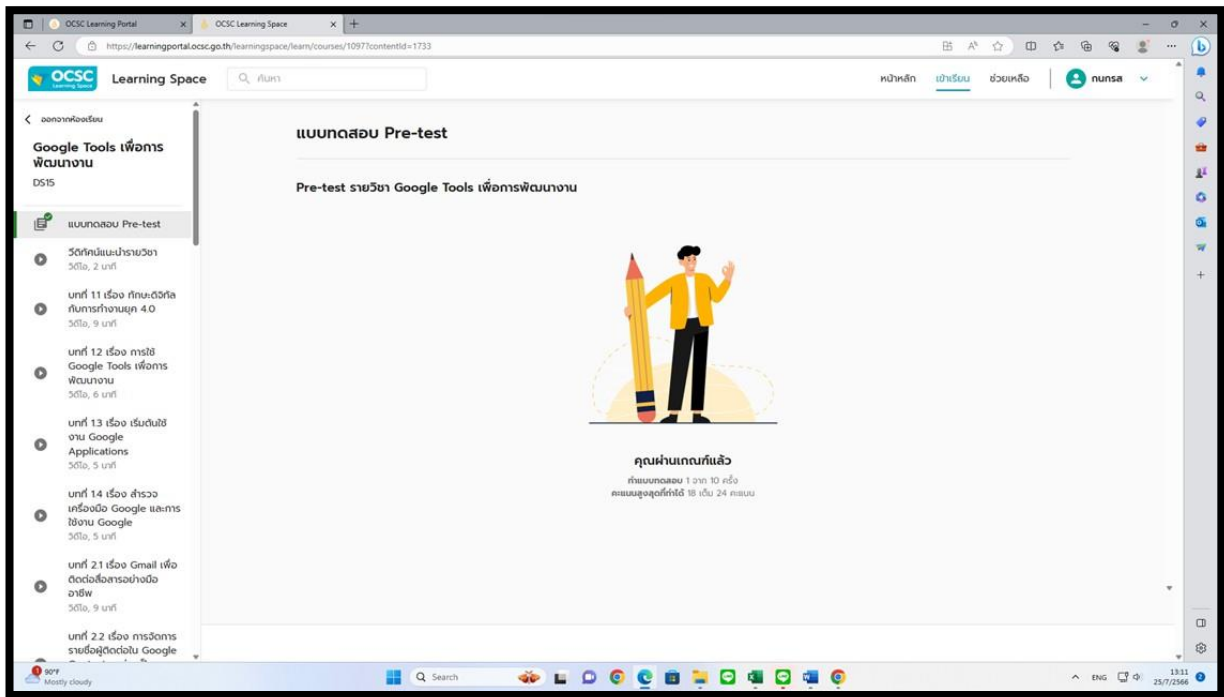 OCSC Learning Portal
OCSC Learning Space
https://learningportal.ocsc.go.th/learningspace/learn/courses/1097?contentId=1733
OCSC
Learning Space
Learning Space
ค้นหา
หน้าหลัก
เข้าเรียน
ช่วยเหลือ
นนทรส
ออกจากห้องเรียน
Google Tools เพื่อการ
พัฒนางาน
DS15
แบบทดสอบ Pre-test
วีดิทัศน์แนะนำรายวิชา
วิดีโอ, 2 นาที
บทที่ 1.1 เรื่อง ทักษะดิจิทัล
กับการทำงานยุค 4.0
วิดีโอ, 9 นาที
บทที่ 1.2 เรื่อง การใช้
Google Tools เพื่อการ
พัฒนางาน
วิดีโอ, 6 นาที
บทที่ 1.3 เรื่อง เริ่มต้นใช้
งาน Google
Applications
วิดีโอ, 5 นาที
บทที่ 1.4 เรื่อง สำรวจ
เครื่องมือ Google และการ
ใช้งาน Google
วิดีโอ, 5 นาที
บทที่ 2.1 เรื่อง Gmail เพื่อ
ติดต่อสื่อสารอย่างมือ
อาชีพ
วิดีโอ, 9 นาที
บทที่ 2.2 เรื่อง การจัดการ
รายชื่อผู้ติดต่อใน Google
แบบทดสอบ Pre-test
Pre-test รายวิชา Google Tools เพื่อการพัฒนางาน
คุณผ่านเกณฑ์แล้ว
ทำแบบทดสอบ 1 จาก 10 ครั้ง
คะแนนสูงสุดที่ทำได้ 18 เต็ม 24 คะแนน
90°F
Mostly cloudy
Search
ENG
13:11
25/7/2566